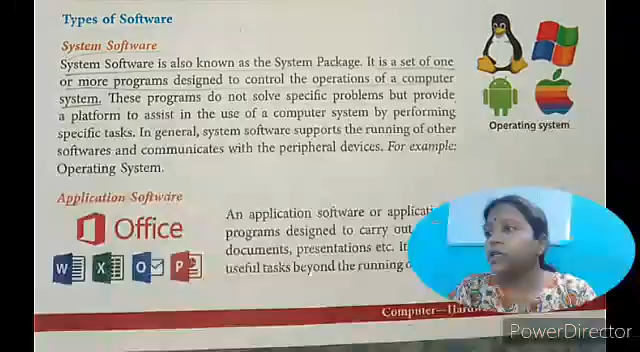 Types of Software
System Software
System Software is also known as the System Package. It is a set of one
or more programs designed to control the operations of a computer
system. These programs do not solve specific problems but provide
a platform to assist in the use of a computer system by performing
specific tasks. In general, system software supports the running of other
softwares and communicates with the peripheral devices. For example:
Operating System.
Operating system
Application Software
Office
W X O P
An application software or
programs designed to carry out
documents, presentations etc.
useful tasks beyond the running
Computer—
PowerDirector